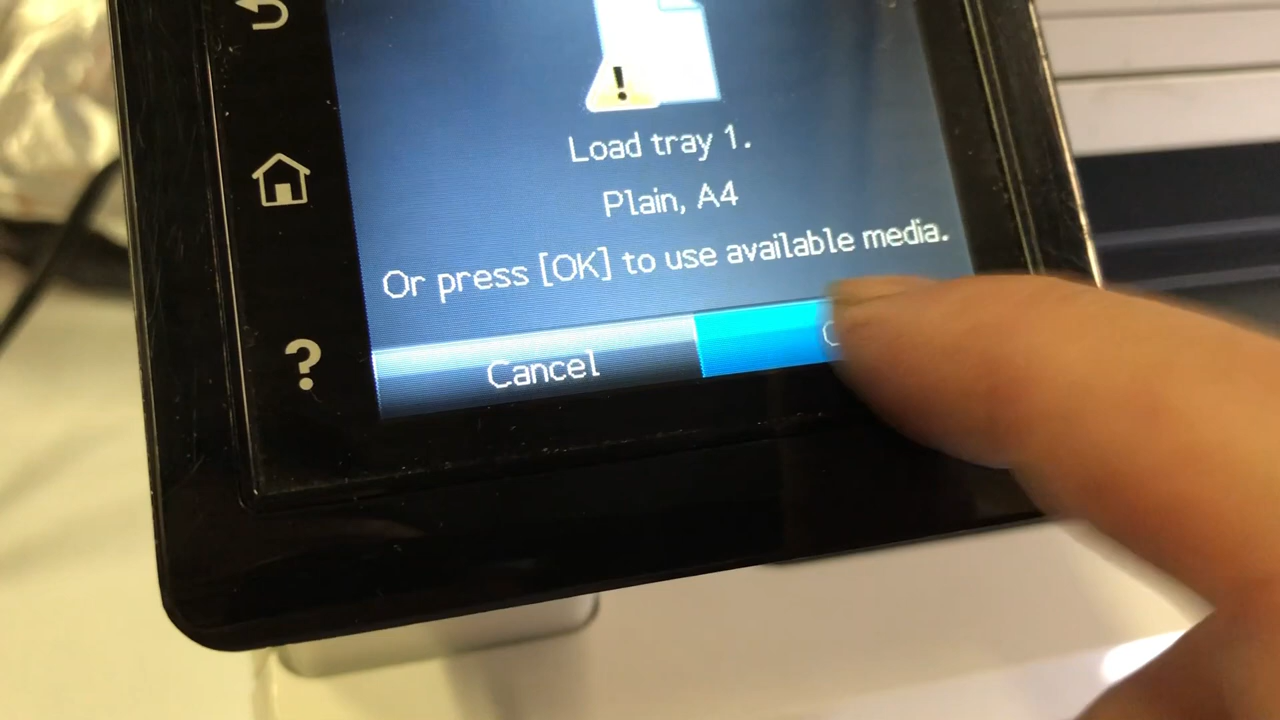 Load tray 1.
Plain, A4
Or press [OK] to use available media.
Cancel